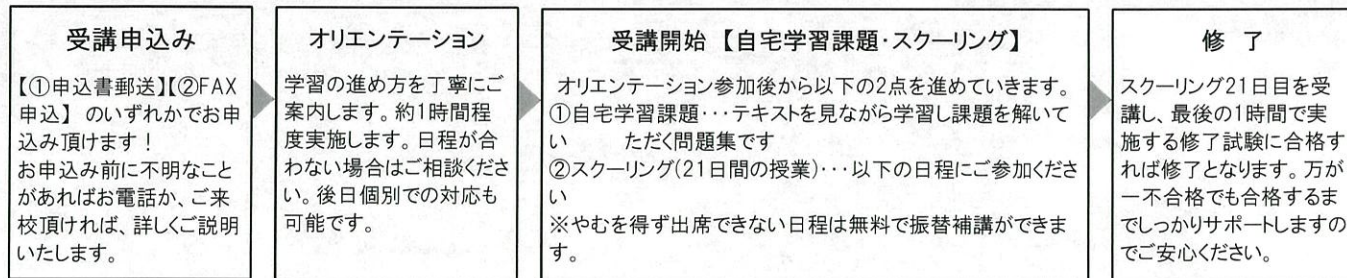 受講申込み
【①申込書郵送】【②FAX
申込】 のいずれかでお申
込み頂けます！
お申込み前に不明なこと
があればお電話か、ご来
校頂ければ、詳しくご説明
いたします。
オリエンテーション
学習の進め方を丁寧にご
案内します。約1時間程
度実施します。日程が合
わない場合はご相談くださ
い。後日個別での対応も
可能です。
受講開始 【自宅学習課題・スクーリング】
オリエンテーション参加後から以下の2点を進めていきます。
①自宅学習課題･･･テキストを見ながら学習し課題を解いて
い　　ただく問題集です
②スクーリング(21日間の授業)･･･以下の日程にご参加くださ
い
※やむを得ず出席できない日程は無料で振替補講ができま
す。
修 了
スクーリング21日目を受
講し、最後の1時間で実
施する修了試験に合格す
れば修了となります。万が
一不合格でも合格するま
でしっかりサポートしますの
でご安心ください。